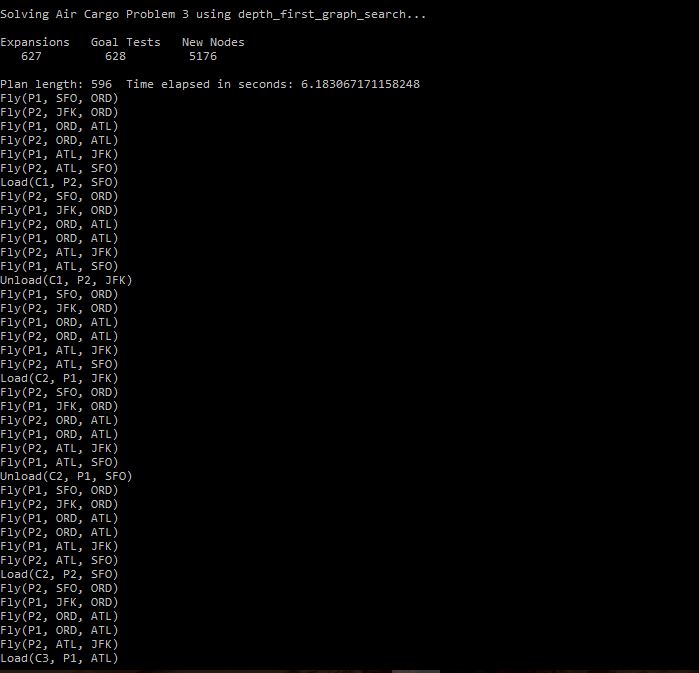 Solving Air Cargo Problem 3 using depth_first_graph_search...
Expansions   Goal Tests   New Nodes
627         628         5176
Plan length: 596  Time elapsed in seconds: 6.183067171158248
Fly(P1, SFO, ORD)
Fly(P2, JFK, ORD)
Fly(P1, ORD, ATL)
Fly(P2, ORD, ATL)
Fly(P1, ATL, JFK)
Fly(P2, ATL, SFO)
Load(C1, P2, SFO)
Fly(P2, SFO, ORD)
Fly(P1, JFK, ORD)
Fly(P2, ORD, ATL)
Fly(P1, ORD, ATL)
Fly(P2, ATL, JFK)
Fly(P1, ATL, SFO)
Unload(C1, P2, JFK)
Fly(P1, SFO, ORD)
Fly(P2, JFK, ORD)
Fly(P1, ORD, ATL)
Fly(P2, ORD, ATL)
Fly(P1, ATL, JFK)
Fly(P2, ATL, SFO)
Load(C2, P1, JFK)
Fly(P2, SFO, ORD)
Fly(P1, JFK, ORD)
Fly(P2, ORD, ATL)
Fly(P1, ORD, ATL)
Fly(P2, ATL, JFK)
Fly(P1, ATL, SFO)
Unload(C2, P1, SFO)
Fly(P1, SFO, ORD)
Fly(P2, JFK, ORD)
Fly(P1, ORD, ATL)
Fly(P2, ORD, ATL)
Fly(P1, ATL, JFK)
Fly(P2, ATL, SFO)
Load(C2, P2, SFO)
Fly(P2, SFO, ORD)
Fly(P1, JFK, ORD)
Fly(P2, ORD, ATL)
Fly(P1, ORD, ATL)
Fly(P2, ATL, JFK)
Load(C3, P1, ATL)